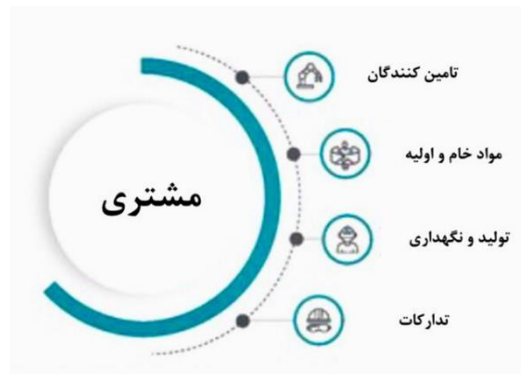 تامین کنندگان
مواد خام و اولیه
مشتری
تولید و نگهداری
تدارکات